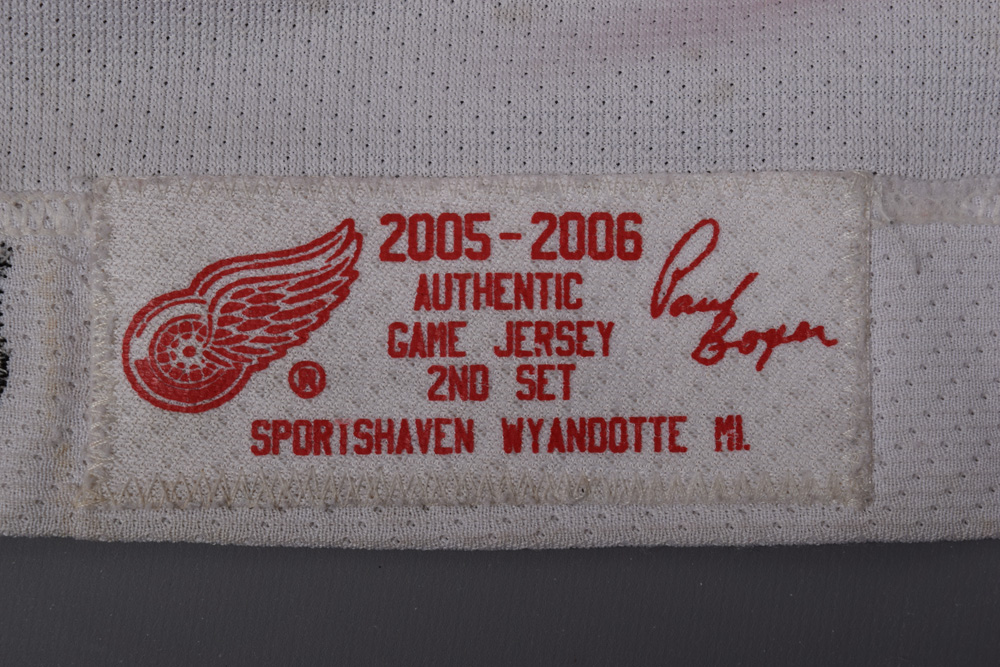 2005-2006
AUTHENTIC
GAME JERSEY
2ND SET
SPORTSHAVEN WYANDOTTE MI.
Paul
Boyer
®